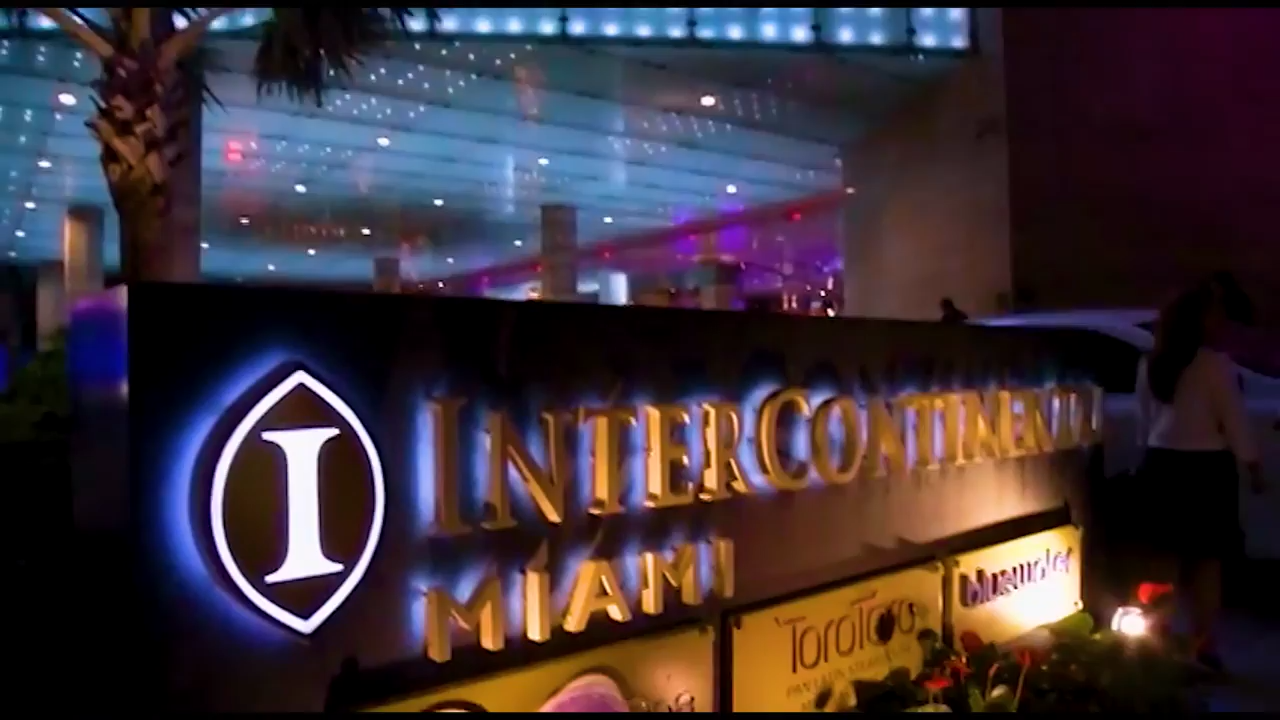 I
INTERCONTINENTAL
MIAMI
ToroToro
bluewater